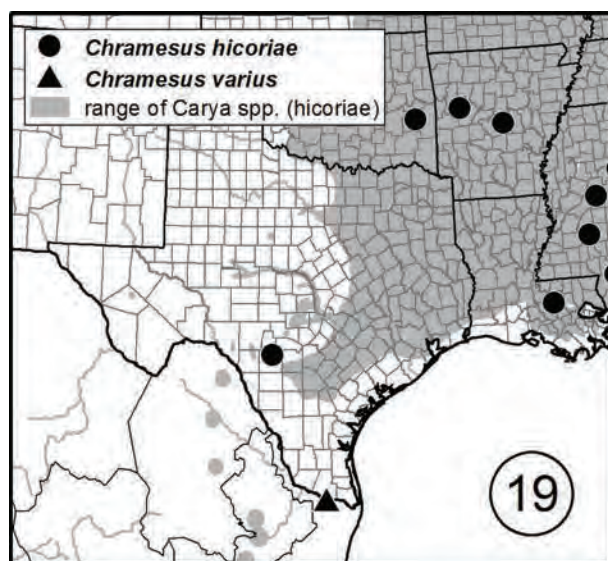 Chramesus hicoriae
Chramesus varius
range of Carya spp. (hicoriae)
19